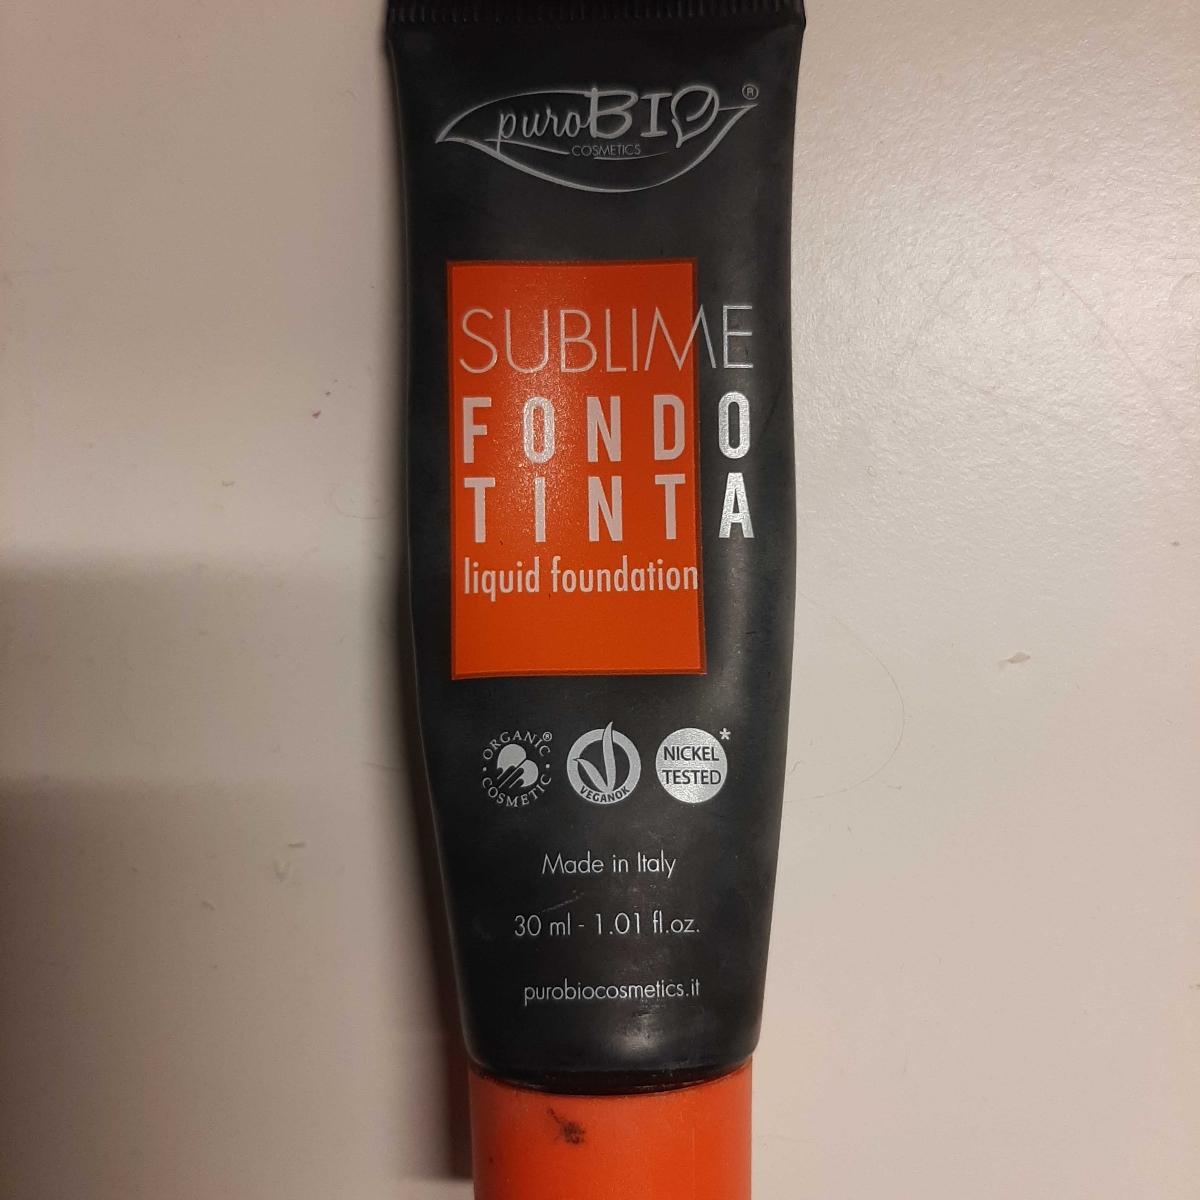 puroBIO®
COSMETICS
SUBLIME
FONDO
TINTA
liquid foundation
ORGANIC® COSMETIC
VEGANOK
NICKEL *
TESTED
Made in Italy
30 ml - 1.01 fl.oz.
purobiocosmetics.it